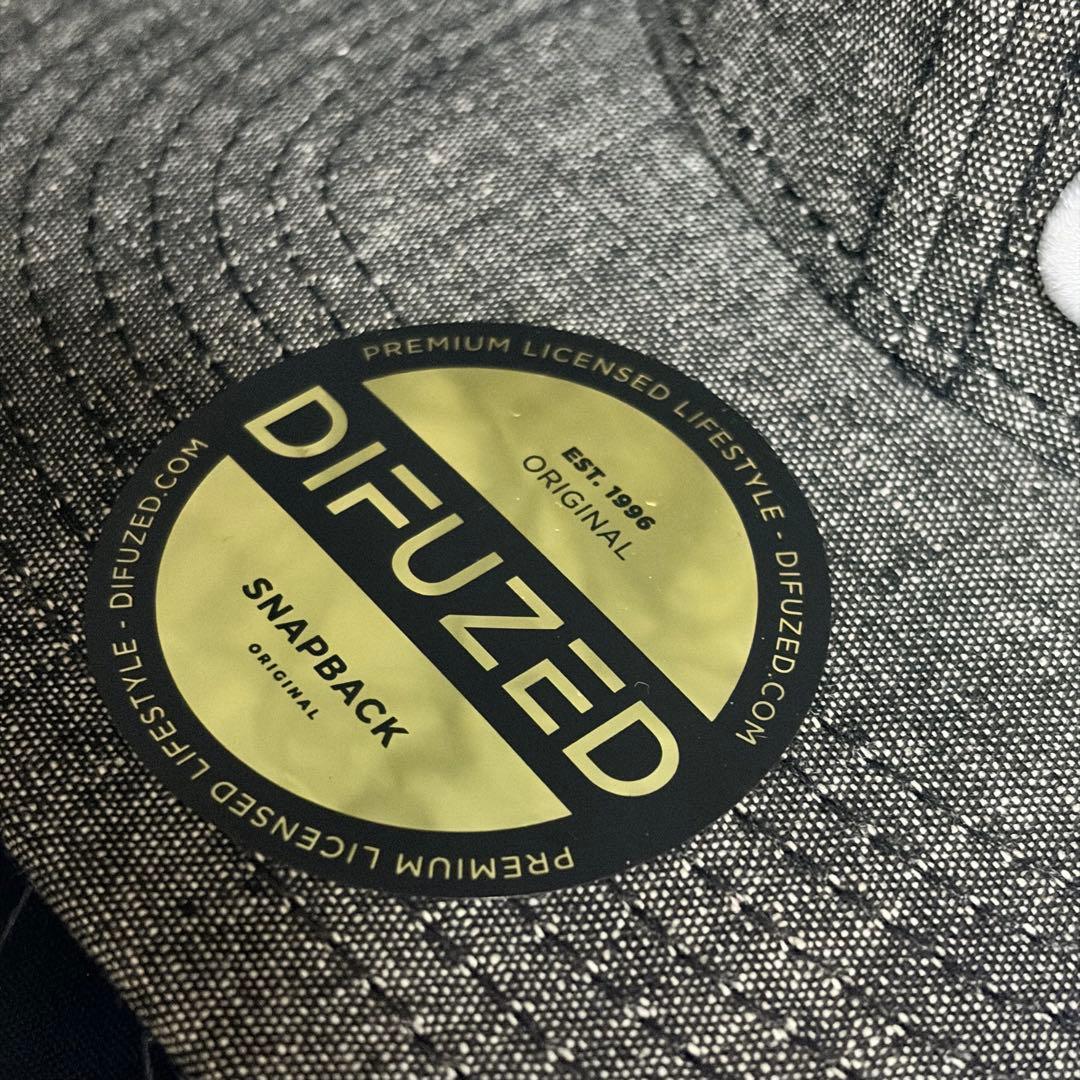 PREMIUM LICENSED LIFESTYLE - DIFUZED.COM
EST. 1996
ORIGINAL
DIFUZED
SNAPBACK
ORIGINAL
PREMIUM LICENSED LIFESTYLE - DIFUZED.COM